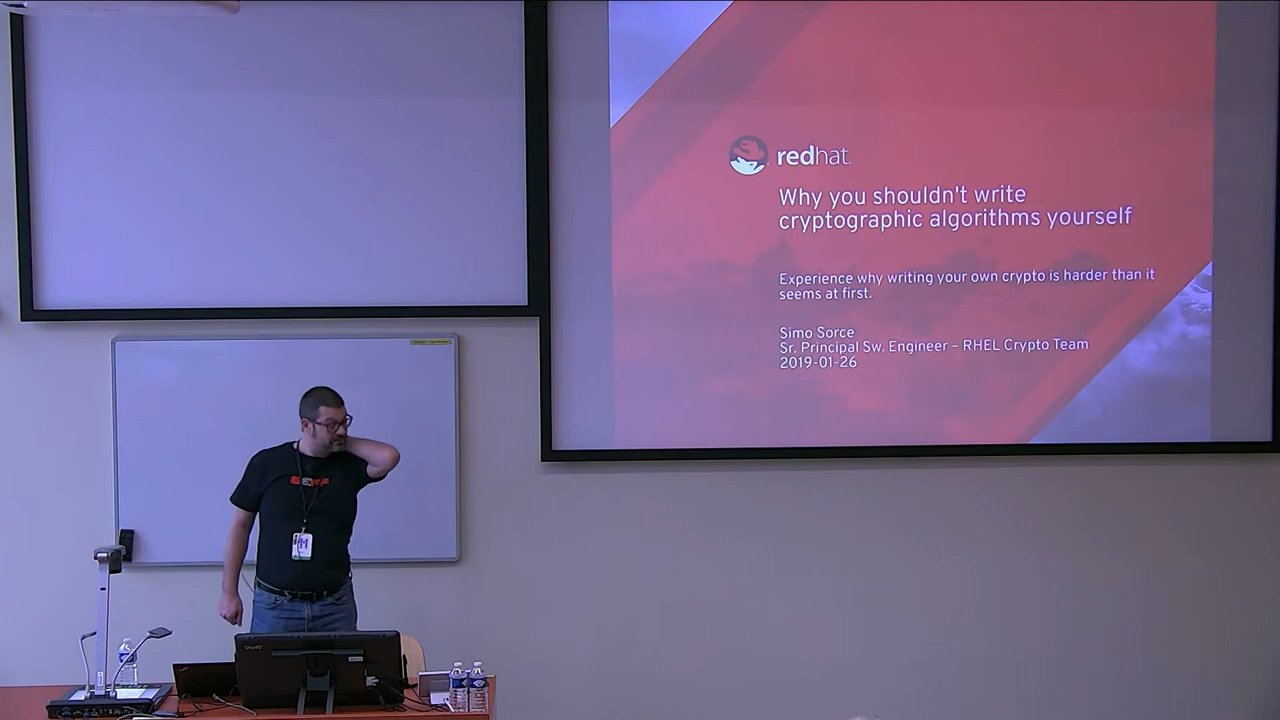 redhat.
Why you shouldn't write
cryptographic algorithms yourself
Experience why writing your own crypto is harder than it
seems at first.
Simo Sorce
Sr. Principal Sw. Engineer – RHEL Crypto Team
2019-01-26
SMART